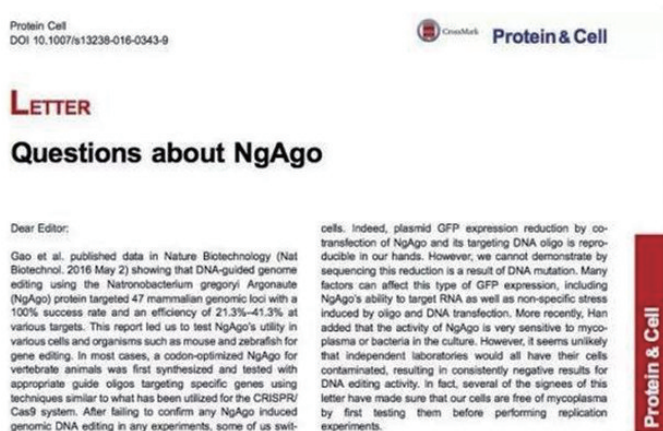 Protein Cell
DOI 10.1007/s13238-016-0343-9
CrossMark
Protein & Cell
LETTER
Questions about NgAgo
Dear Editor:
Gao et al. published data in Nature Biotechnology (Nat
Biotechnol. 2016 May 2) showing that DNA-guided genome
editing using the Natronobacterium gregoryi Argonaute
(NgAgo) protein targeted 47 mammalian genomic loci with a
100% success rate and an efficiency of 21.3%–41.3% at
various targets. This report led us to test NgAgo's utility in
various cells and organisms such as mouse and zebrafish for
gene editing. In most cases, a codon-optimized NgAgo for
vertebrate animals was first synthesized and tested with
appropriate guide oligos targeting specific genes using
techniques similar to what has been utilized for the CRISPR/
Cas9 system. After failing to confirm any NgAgo induced
genomic DNA editing in any experiments, some of us swit-
cells. Indeed, plasmid GFP expression reduction by co-
transfection of NgAgo and its targeting DNA oligo is repro-
ducible in our hands. However, we cannot demonstrate by
sequencing this reduction is a result of DNA mutation. Many
factors can affect this type of GFP expression, including
NgAgo's ability to target RNA as well as non-specific stress
induced by oligo and DNA transfection. More recently, Han
added that the activity of NgAgo is very sensitive to myco-
plasma or bacteria in the culture. However, it seems unlikely
that independent laboratories would all have their cells
contaminated, resulting in consistently negative results for
DNA editing activity. In fact, several of the signees of this
letter have made sure that our cells are free of mycoplasma
by first testing them before performing replication
experiments.
Protein & Cell